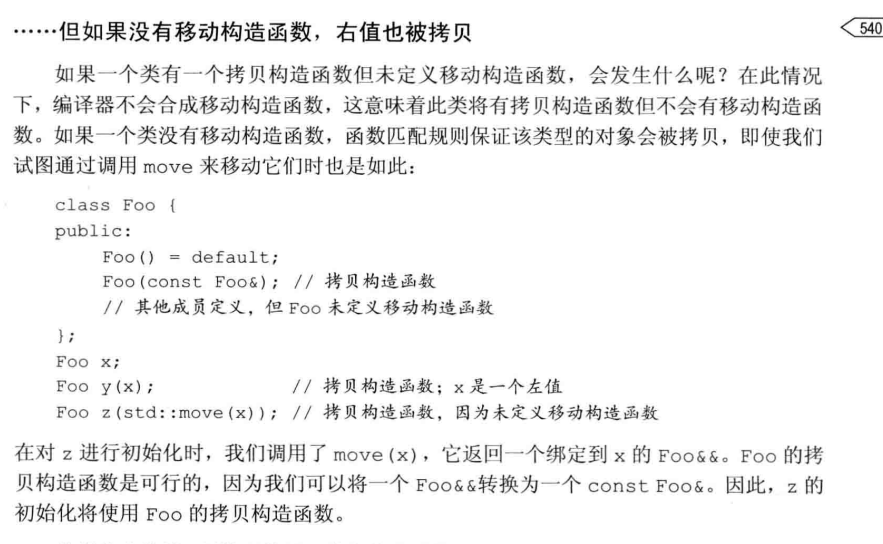 ……但如果没有移动构造函数，右值也被拷贝
540
如果一个类有一个拷贝构造函数但未定义移动构造函数，会发生什么呢？在此情况
下，编译器不会合成移动构造函数，这意味着此类将有拷贝构造函数但不会有移动构造函
数。如果一个类没有移动构造函数，函数匹配规则保证该类型的对象会被拷贝，即使我们
试图通过调用 move 来移动它们时也是如此：
class Foo {
public:
Foo() = default;
Foo(const Foo&); // 拷贝构造函数
// 其他成员定义，但 Foo 未定义移动构造函数
};
Foo x;
Foo y(x); // 拷贝构造函数；x 是一个左值
Foo z(std::move(x)); // 拷贝构造函数，因为未定义移动构造函数
在对 z 进行初始化时，我们调用了 move(x)，它返回一个绑定到 x 的 Foo&&。Foo 的拷
贝构造函数是可行的，因为我们可以将一个 Foo&&转换为一个 const Foo&。因此，z 的
初始化将使用 Foo 的拷贝构造函数。